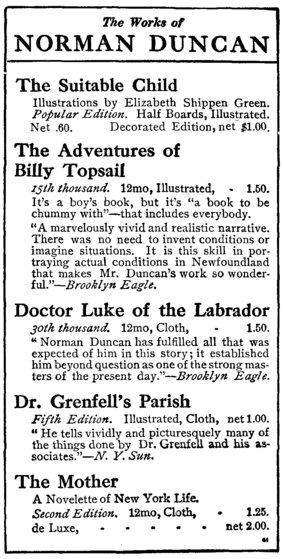 The Works of
NORMAN DUNCAN
The Suitable Child
Illustrations by Elizabeth Shippen Green.
Popular Edition. Half Boards, Illustrated.
Net .60. Decorated Edition, net $1.00.
The Adventures of
Billy Topsail
15th thousand. 12mo, Illustrated, - 1.50.
It's a boy's book, but it's "a book to be
chummy with"—that includes everybody.
"A marvelously vivid and realistic narrative.
There was no need to invent conditions or
imagine situations. It is this skill in por-
traying actual conditions in Newfoundland
that makes Mr. Duncan's work so wonder-
ful."—Brooklyn Eagle.
Doctor Luke of the Labrador
30th thousand. 12mo, Cloth, - 1.50.
"Norman Duncan has fulfilled all that was
expected of him in this story; it established
him beyond question as one of the strong mas-
ters of the present day."—Brooklyn Eagle.
Dr. Grenfell's Parish
Fifth Edition. Illustrated, Cloth, net 1.00.
"He tells vividly and picturesquely many of
the things done by Dr. Grenfell and his as-
sociates."—N. Y. Sun.
The Mother
A Novelette of New York Life.
Second Edition. 12mo, Cloth, - 1.25.
de Luxe, - - - - - net 2.00.